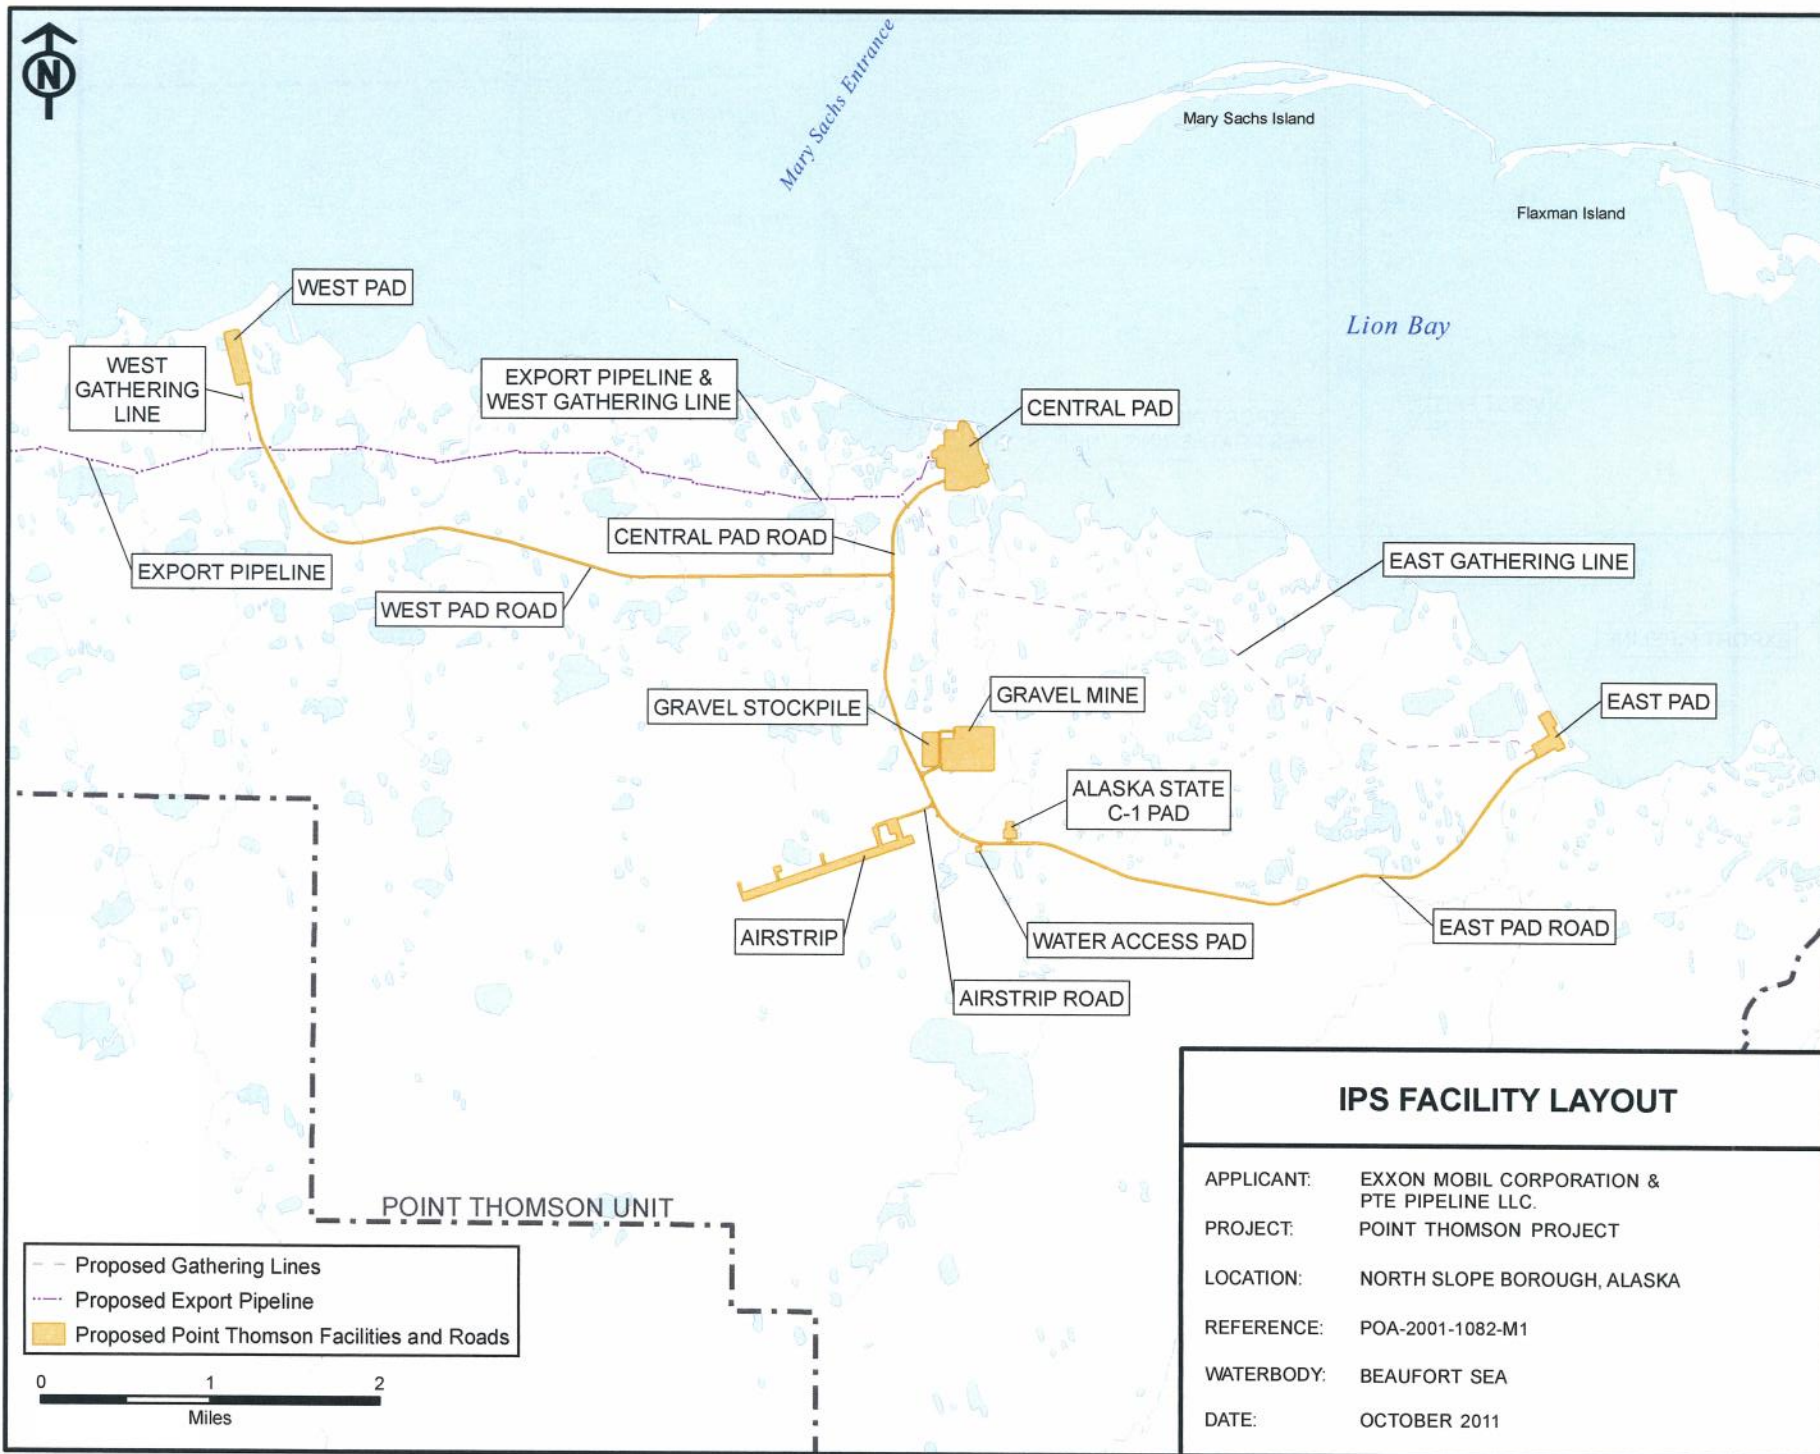 N
Mary Sachs Entrance
Mary Sachs Island
Flaxman Island
Lion Bay
WEST PAD
WEST
GATHERING
LINE
EXPORT PIPELINE &
WEST GATHERING LINE
CENTRAL PAD
CENTRAL PAD ROAD
EXPORT PIPELINE
EAST GATHERING LINE
WEST PAD ROAD
GRAVEL STOCKPILE
GRAVEL MINE
EAST PAD
ALASKA STATE
C-1 PAD
AIRSTRIP
WATER ACCESS PAD
EAST PAD ROAD
AIRSTRIP ROAD
POINT THOMSON UNIT
Proposed Gathering Lines
Proposed Export Pipeline
Proposed Point Thomson Facilities and Roads
0 1 2
Miles
IPS FACILITY LAYOUT
APPLICANT: EXXON MOBIL CORPORATION &
PTE PIPELINE LLC.
PROJECT: POINT THOMSON PROJECT
LOCATION: NORTH SLOPE BOROUGH, ALASKA
REFERENCE: POA-2001-1082-M1
WATERBODY: BEAUFORT SEA
DATE: OCTOBER 2011